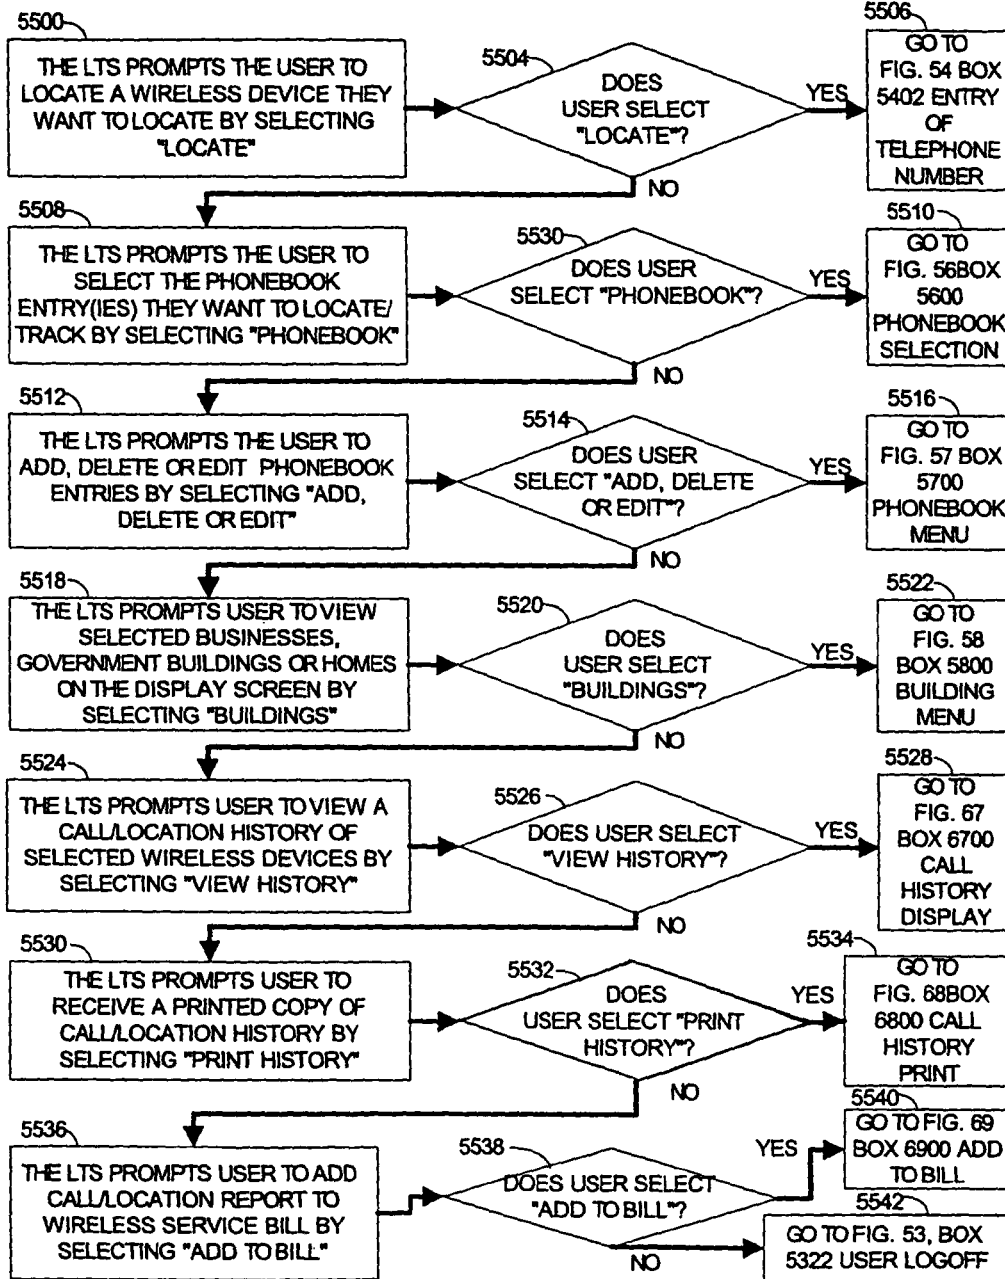 5500
THE LTS PROMPTS THE USER TO
LOCATE A WIRELESS DEVICE THEY
WANT TO LOCATE BY SELECTING
"LOCATE"
5504
DOES
USER SELECT
"LOCATE"?
YES
NO
5506
GO TO
FIG. 54 BOX
5402 ENTRY
OF
TELEPHONE
NUMBER
5508
THE LTS PROMPTS THE USER TO
SELECT THE PHONEBOOK
ENTRY(IES) THEY WANT TO LOCATE/
TRACK BY SELECTING "PHONEBOOK"
5530
DOES USER
SELECT "PHONEBOOK"?
YES
NO
5510
GO TO
FIG. 56BOX
5600
PHONEBOOK
SELECTION
5512
THE LTS PROMPTS THE USER TO
ADD, DELETE OR EDIT PHONEBOOK
ENTRIES BY SELECTING "ADD,
DELETE OR EDIT"
5514
DOES USER
SELECT "ADD, DELETE
OR EDIT"?
YES
NO
5516
GO TO
FIG. 57 BOX
5700
PHONEBOOK
MENU
5518
THE LTS PROMPTS USER TO VIEW
SELECTED BUSINESSES,
GOVERNMENT BUILDINGS OR HOMES
ON THE DISPLAY SCREEN BY
SELECTING "BUILDINGS"
5520
DOES
USER SELECT
"BUILDINGS"?
YES
NO
5522
GO TO
FIG. 58
BOX 5800
BUILDING
MENU
5524
THE LTS PROMPTS USER TO VIEW A
CALL/LOCATION HISTORY OF
SELECTED WIRELESS DEVICES BY
SELECTING "VIEW HISTORY"
5526
DOES USER SELECT
"VIEW HISTORY"?
YES
NO
5528
GO TO
FIG. 67
BOX 6700
CALL
HISTORY
DISPLAY
5530
THE LTS PROMPTS USER TO
RECEIVE A PRINTED COPY OF
CALL/LOCATION HISTORY BY
SELECTING "PRINT HISTORY"
5532
DOES
USER SELECT "PRINT
HISTORY"?
YES
NO
5534
GO TO
FIG. 68BOX
6800 CALL
HISTORY
PRINT
5536
THE LTS PROMPTS USER TO ADD
CALL/LOCATION REPORT TO
WIRELESS SERVICE BILL BY
SELECTING "ADD TO BILL"
5538
DOES USER SELECT
"ADD TO BILL"?
YES
NO
5540
GO TO FIG. 69
BOX 6900 ADD
TO BILL
5542
GO TO FIG. 53, BOX
5322 USER LOGOFF